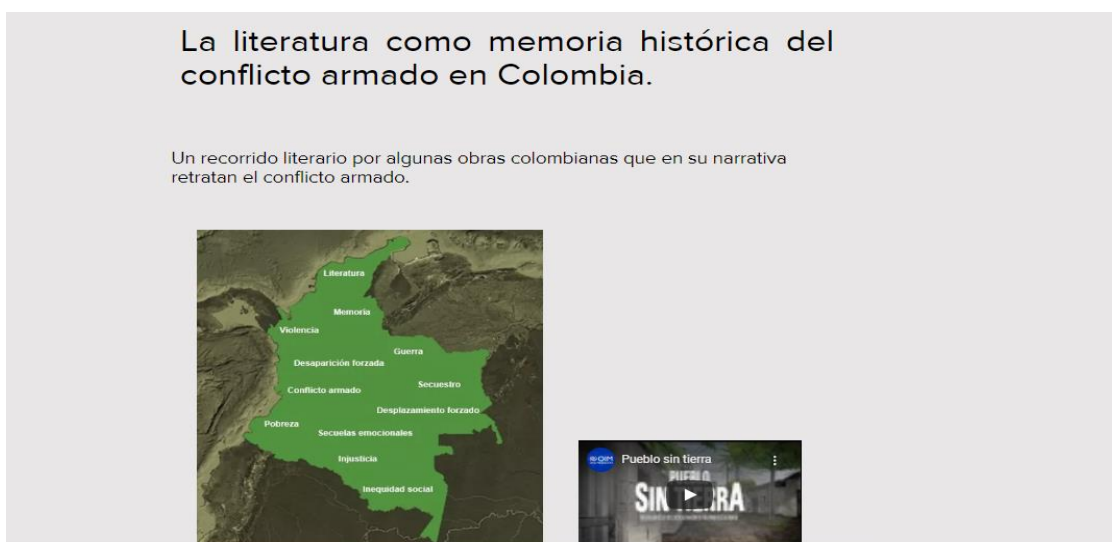 La literatura como memoria histórica del
conflicto armado en Colombia.
Un recorrido literario por algunas obras colombianas que en su narrativa
retratan el conflicto armado.
Literatura
Memoria
Violencia
Guerra
Desaparición forzada
Secuestro
Conflicto armado
Desplazamiento forzado
Pobreza
Secuelas emocionales
Injusticia
Inequidad social
OIM
Pueblo sin tierra
PUEBLO